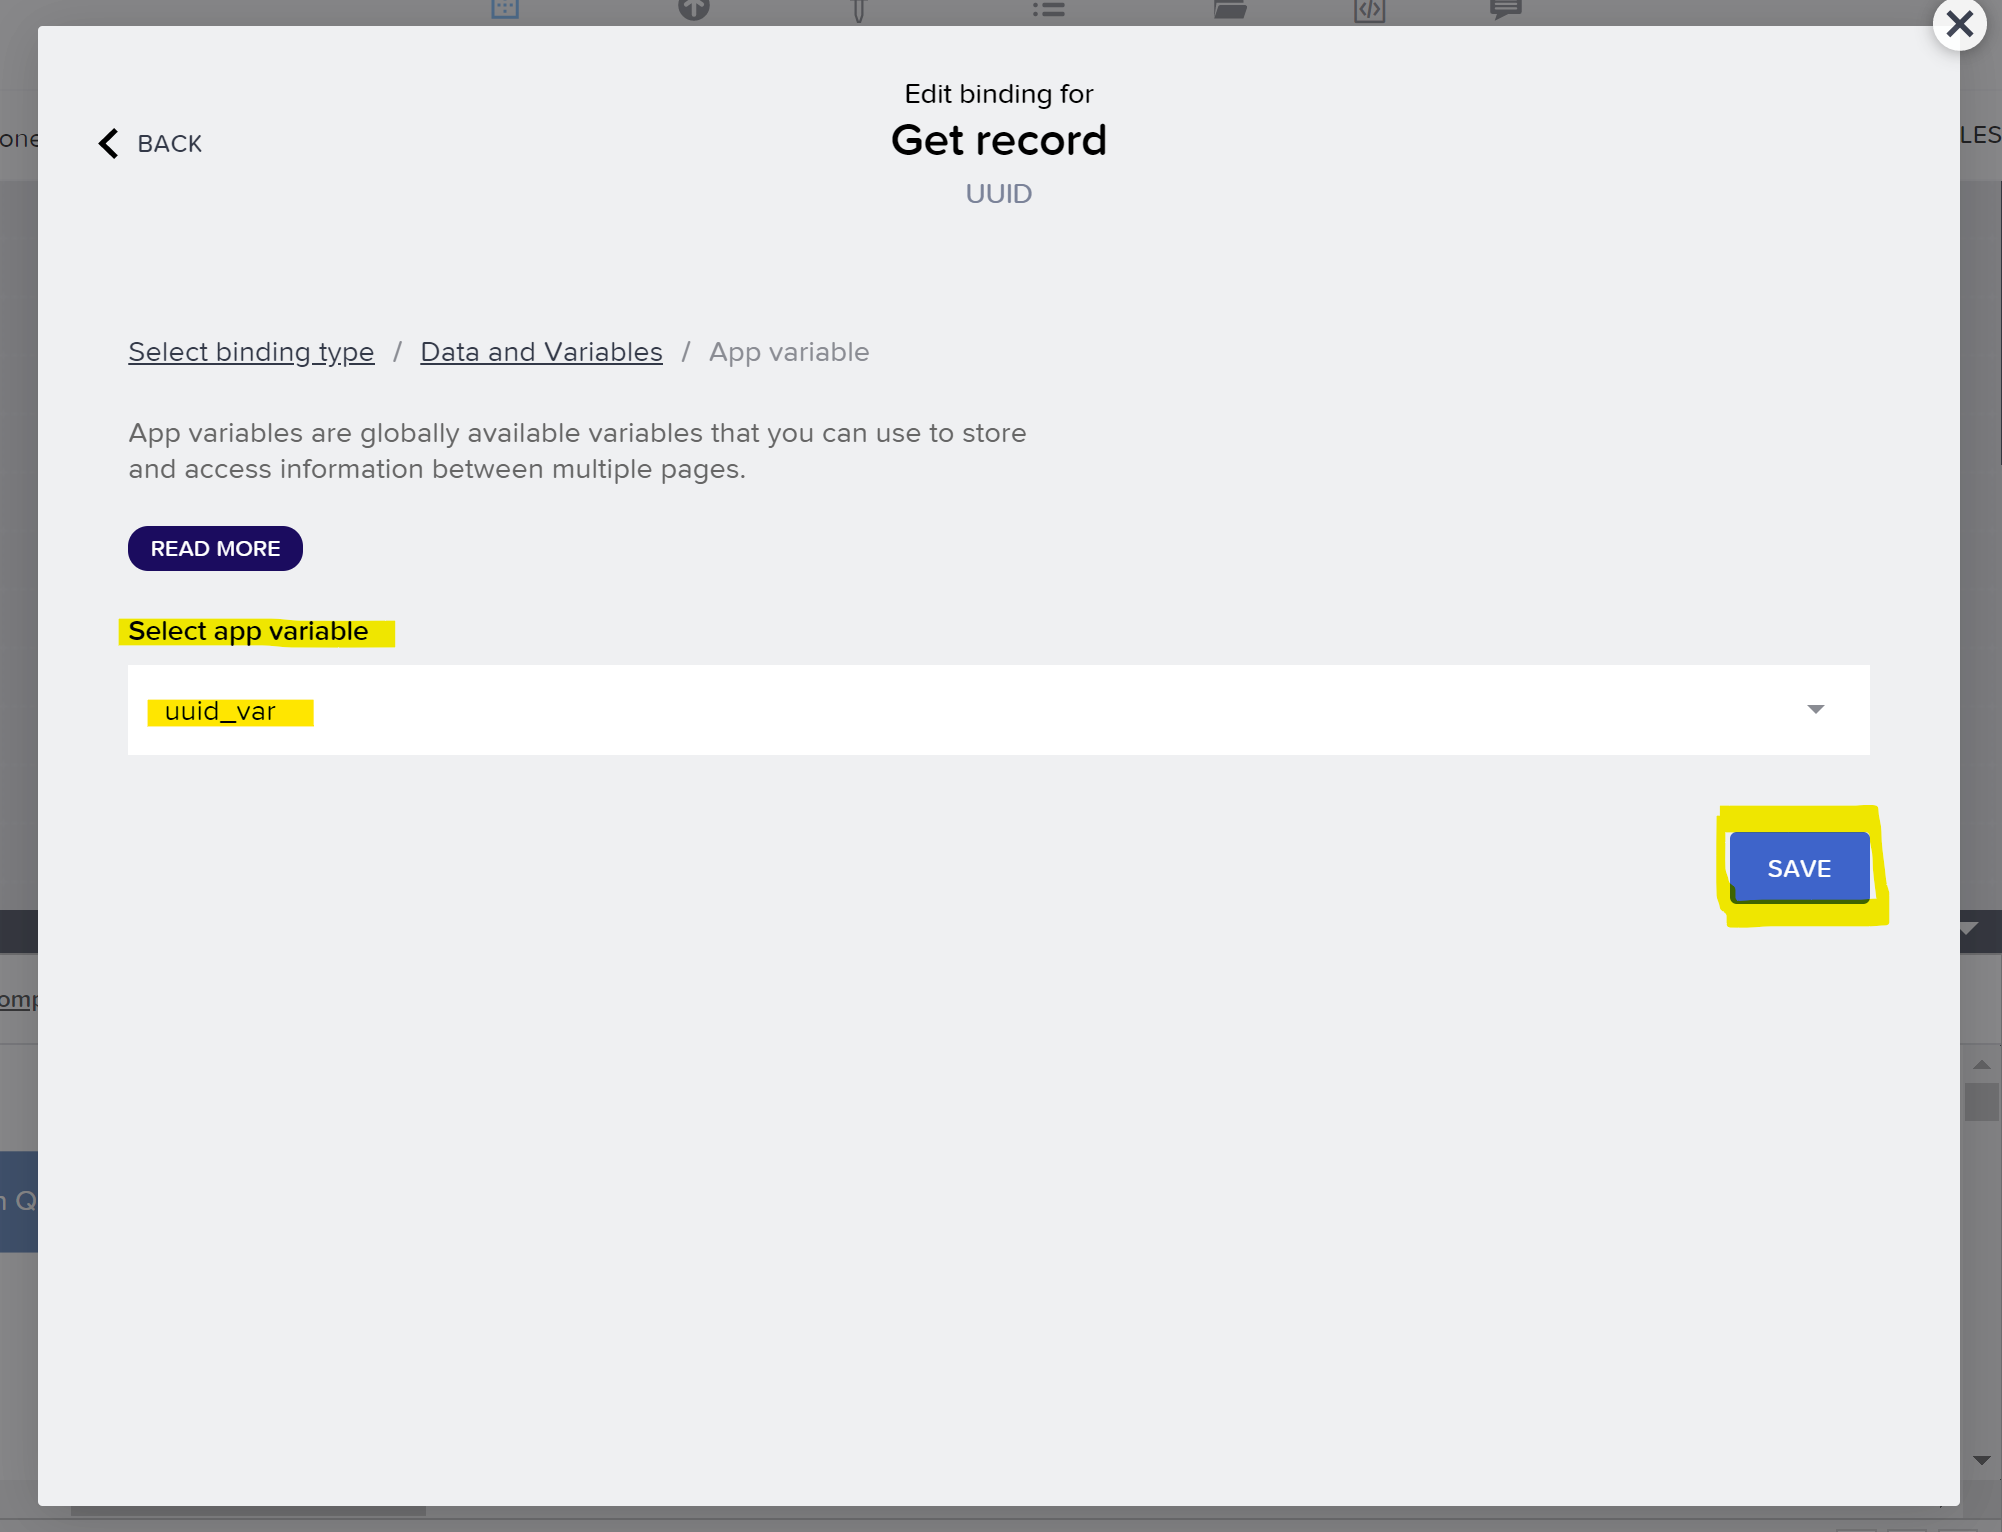 Edit binding for
BACK
Get record
UUID
Select binding type / Data and Variables / App variable
App variables are globally available variables that you can use to store
and access information between multiple pages.
READ MORE
Select app variable
uuid_var
SAVE